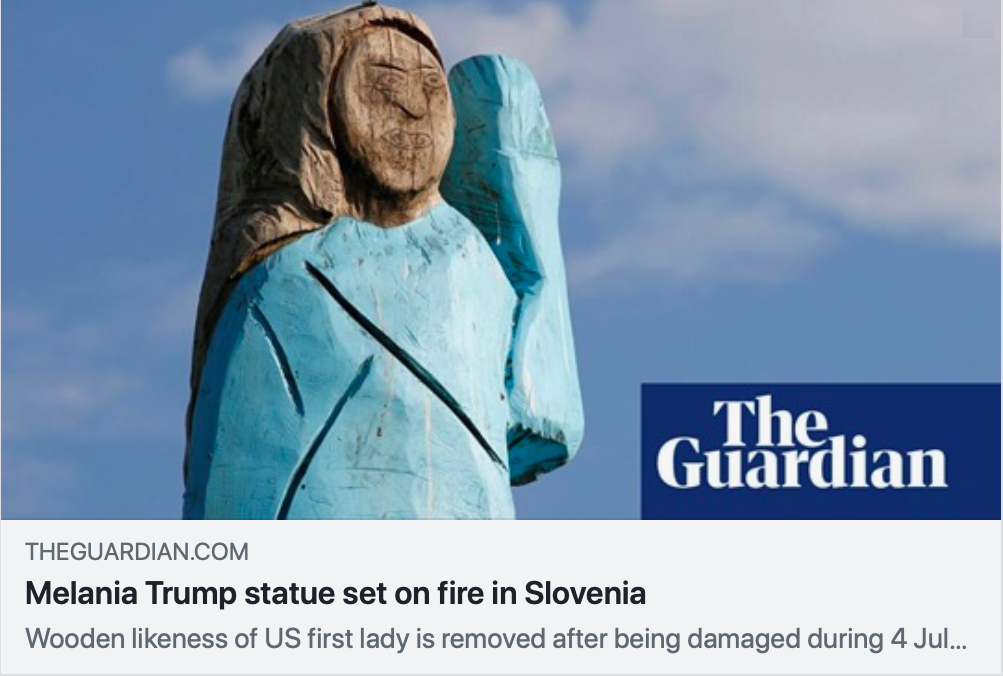 The
Guardian
THEGUARDIAN.COM
Melania Trump statue set on fire in Slovenia
Wooden likeness of US first lady is removed after being damaged during 4 Jul...